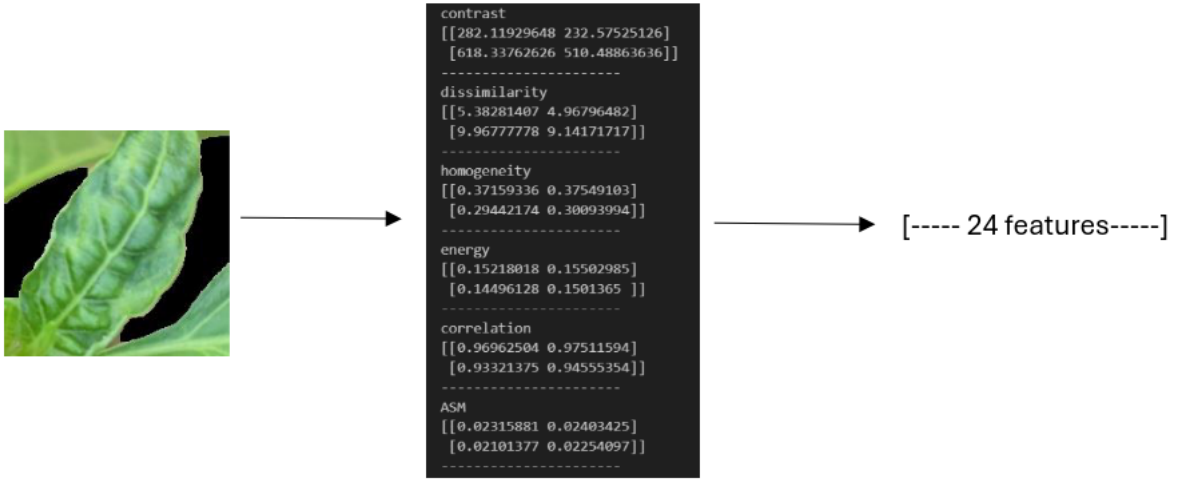 contrast
[[282.11929648 232.57525126]
[618.33762626 510.48863636]]
----------------------
dissimilarity
[[5.38281407 4.96796482]
[9.96777778 9.14171717]]
----------------------
homogeneity
[[0.37159336 0.37549103]
[0.29442174 0.30093994]]
----------------------
energy
[[0.15218018 0.15502985]
[0.14496128 0.1501365 ]]
----------------------
correlation
[[0.96962504 0.97511594]
[0.93321375 0.94555354]]
----------------------
ASM
[[0.02315881 0.02403425]
[0.02101377 0.02254097]]
----------------------
[----- 24 features-----]